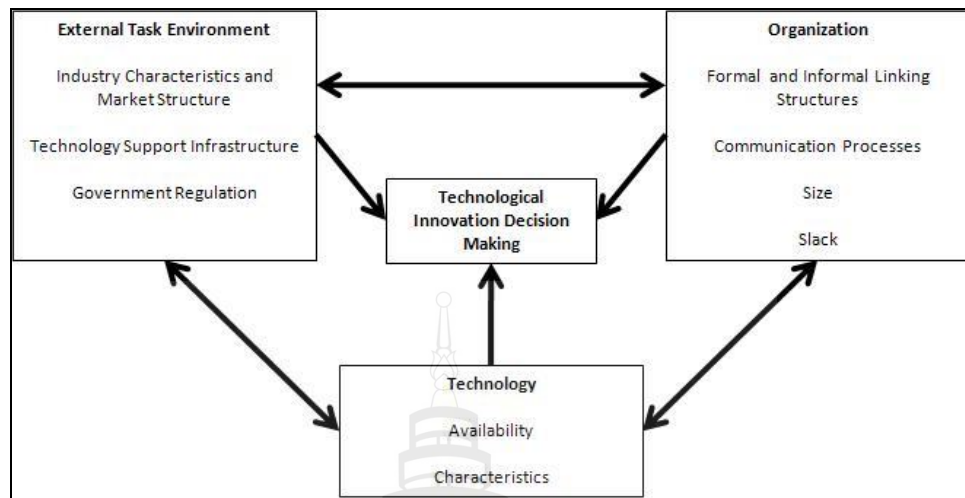 External Task Environment
Industry Characteristics and
Market Structure
Technology Support Infrastructure
Government Regulation
Organization
Formal and Informal Linking
Structures
Communication Processes
Size
Slack
Technological
Innovation Decision
Making
Technology
Availability
Characteristics